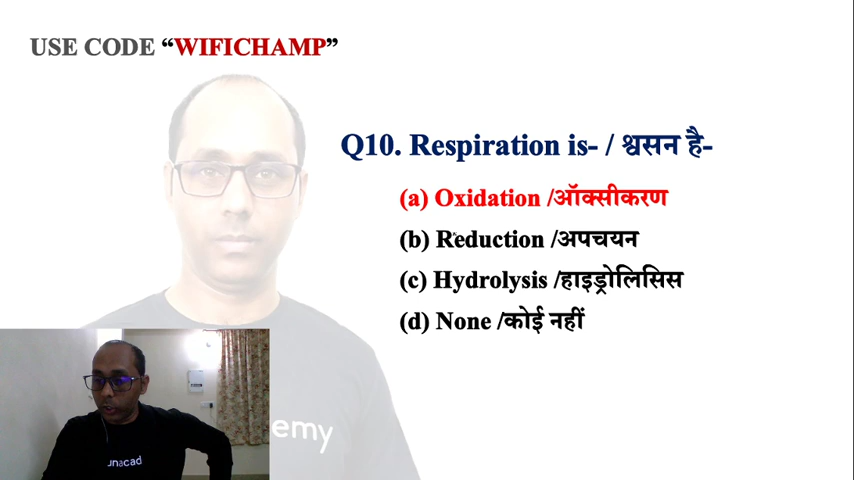 USE CODE “WIFICHAMP”
Q10. Respiration is- / श्वसन है-
(a) Oxidation /ऑक्सीकरण
(b) Reduction /अपचयन
(c) Hydrolysis /हाइड्रोलिसिस
(d) None /कोई नहीं
emy
unacad